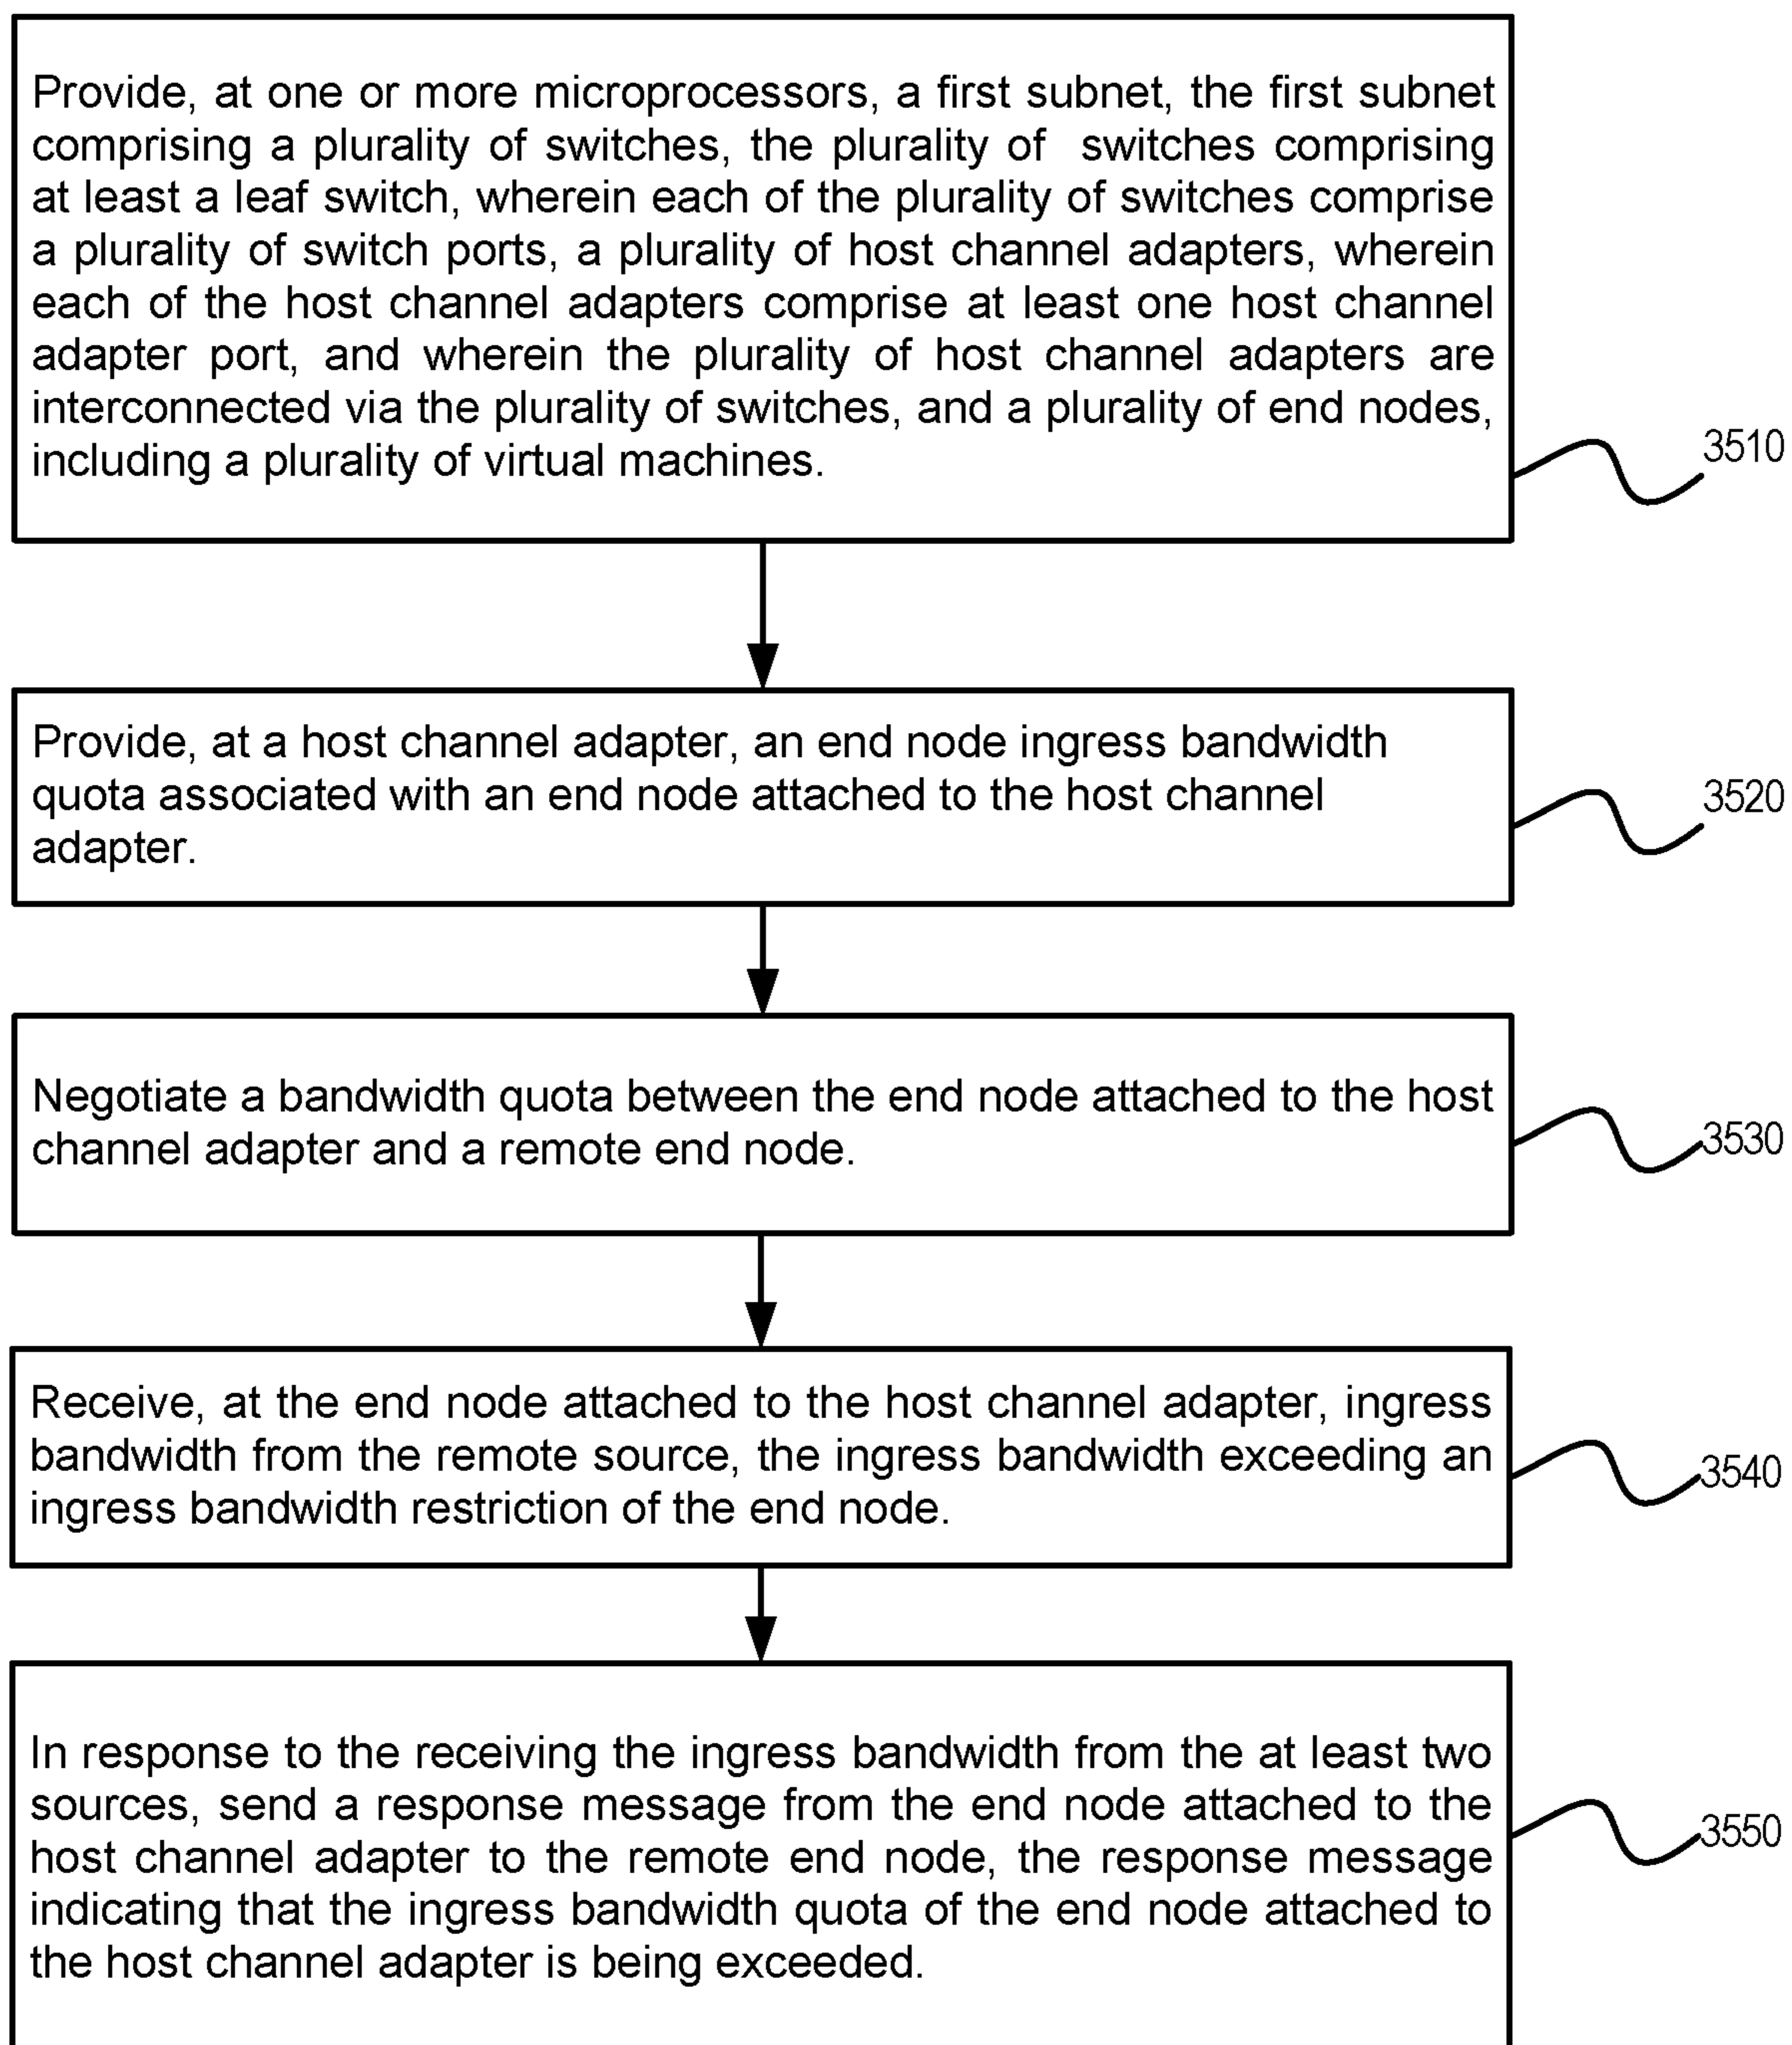 Provide, at one or more microprocessors, a first subnet, the first subnet
comprising a plurality of switches, the plurality of switches comprising
at least a leaf switch, wherein each of the plurality of switches comprise
a plurality of switch ports, a plurality of host channel adapters, wherein
each of the host channel adapters comprise at least one host channel
adapter port, and wherein the plurality of host channel adapters are
interconnected via the plurality of switches, and a plurality of end nodes,
including a plurality of virtual machines.
3510
Provide, at a host channel adapter, an end node ingress bandwidth
quota associated with an end node attached to the host channel
adapter.
3520
Negotiate a bandwidth quota between the end node attached to the host
channel adapter and a remote end node.
3530
Receive, at the end node attached to the host channel adapter, ingress
bandwidth from the remote source, the ingress bandwidth exceeding an
ingress bandwidth restriction of the end node.
3540
In response to the receiving the ingress bandwidth from the at least two
sources, send a response message from the end node attached to the
host channel adapter to the remote end node, the response message
indicating that the ingress bandwidth quota of the end node attached to
the host channel adapter is being exceeded.
3550